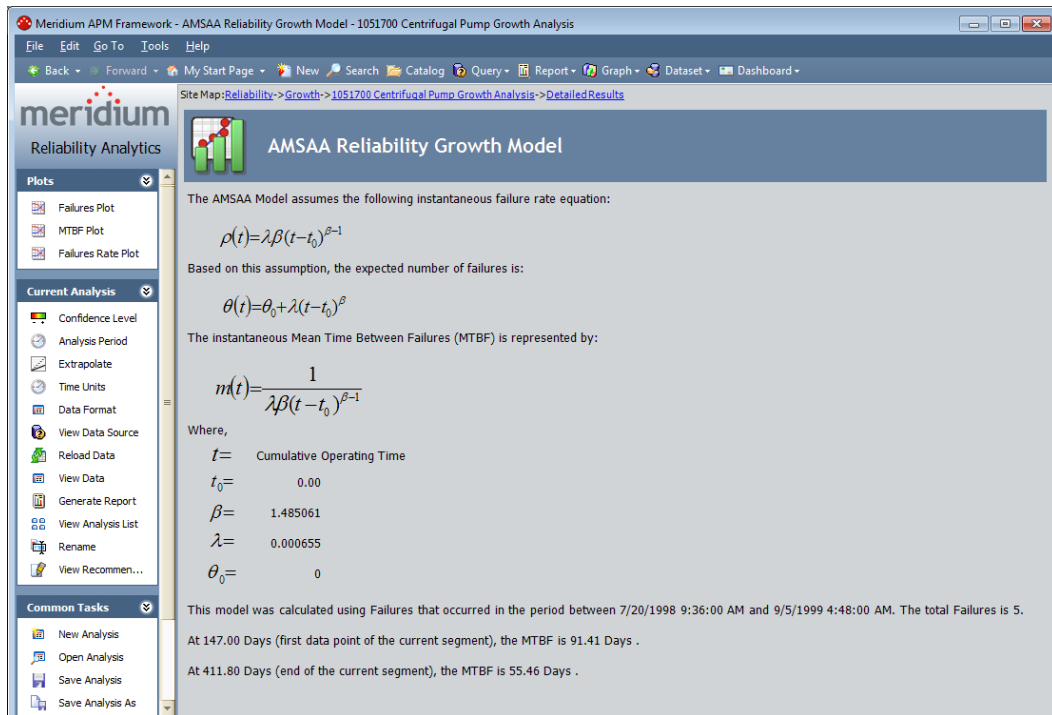 Meridium APM Framework - AMSAA Reliability Growth Model - 1051700 Centrifugal Pump Growth Analysis
File Edit Go To Tools Help
Back Forward My Start Page New Search Catalog Query Report Graph Dataset Dashboard
Site Map:Reliability->Growth->1051700 Centrifugal Pump Growth Analysis->DetailedResults
meridium
Reliability Analytics
Plots
Failures Plot
MTBF Plot
Failures Rate Plot
Current Analysis
Confidence Level
Analysis Period
Extrapolate
Time Units
Data Format
View Data Source
Reload Data
View Data
Generate Report
View Analysis List
Rename
View Recommen...
Common Tasks
New Analysis
Open Analysis
Save Analysis
Save Analysis As
AMSAA Reliability Growth Model
The AMSAA Model assumes the following instantaneous failure rate equation:
ρ(t)=λβ(t−t₀)^β−1
Based on this assumption, the expected number of failures is:
θ(t)=θ₀+λ(t−t₀)^β
The instantaneous Mean Time Between Failures (MTBF) is represented by:
m(t)=1/λβ(t−t₀)^β−1
Where,
t= Cumulative Operating Time
t₀= 0.00
β= 1.485061
λ= 0.000655
θ₀= 0
This model was calculated using Failures that occurred in the period between 7/20/1998 9:36:00 AM and 9/5/1999 4:48:00 AM. The total Failures is 5.
At 147.00 Days (first data point of the current segment), the MTBF is 91.41 Days .
At 411.80 Days (end of the current segment), the MTBF is 55.46 Days .